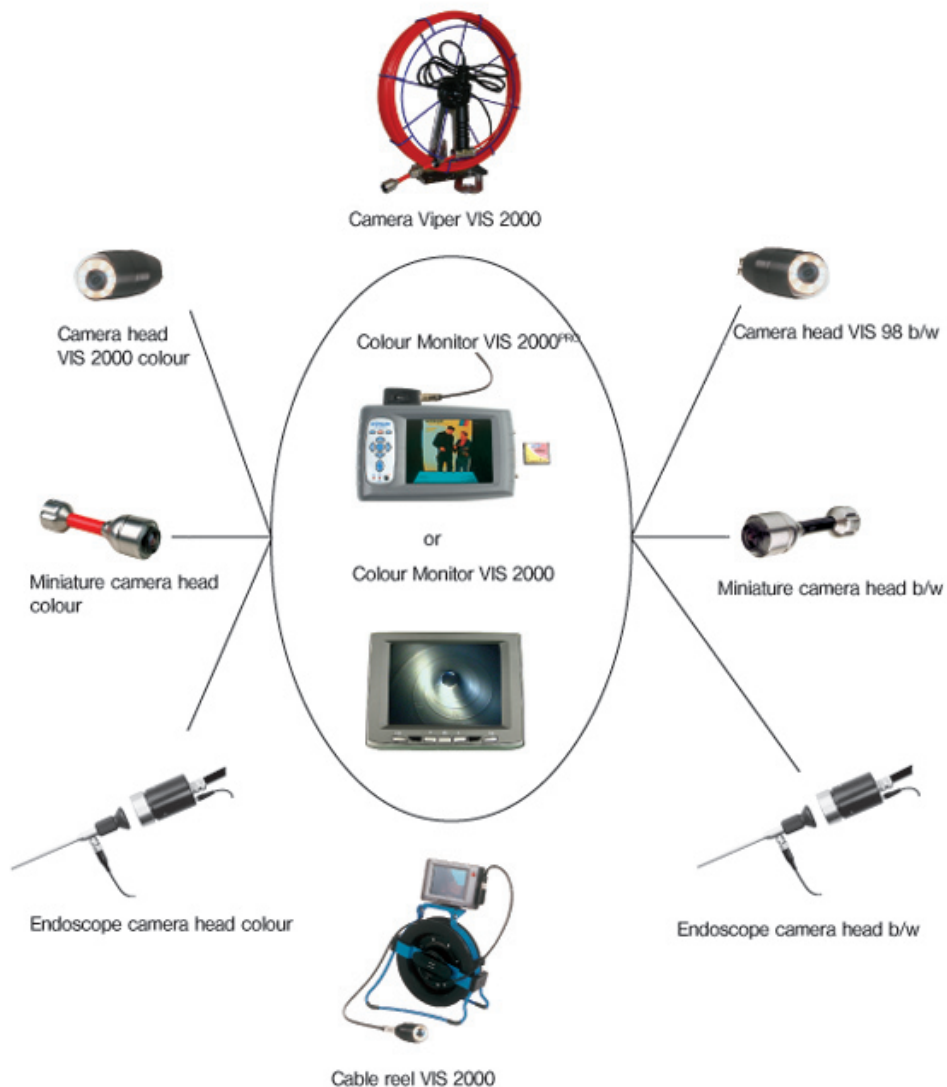 Camera Viper VIS 2000
Camera head
VIS 2000 colour
Camera head VIS 98 b/w
Colour Monitor VIS 2000PRO
or
Colour Monitor VIS 2000
Miniature camera head
colour
Miniature camera head b/w
Endoscope camera head colour
Endoscope camera head b/w
Cable reel VIS 2000